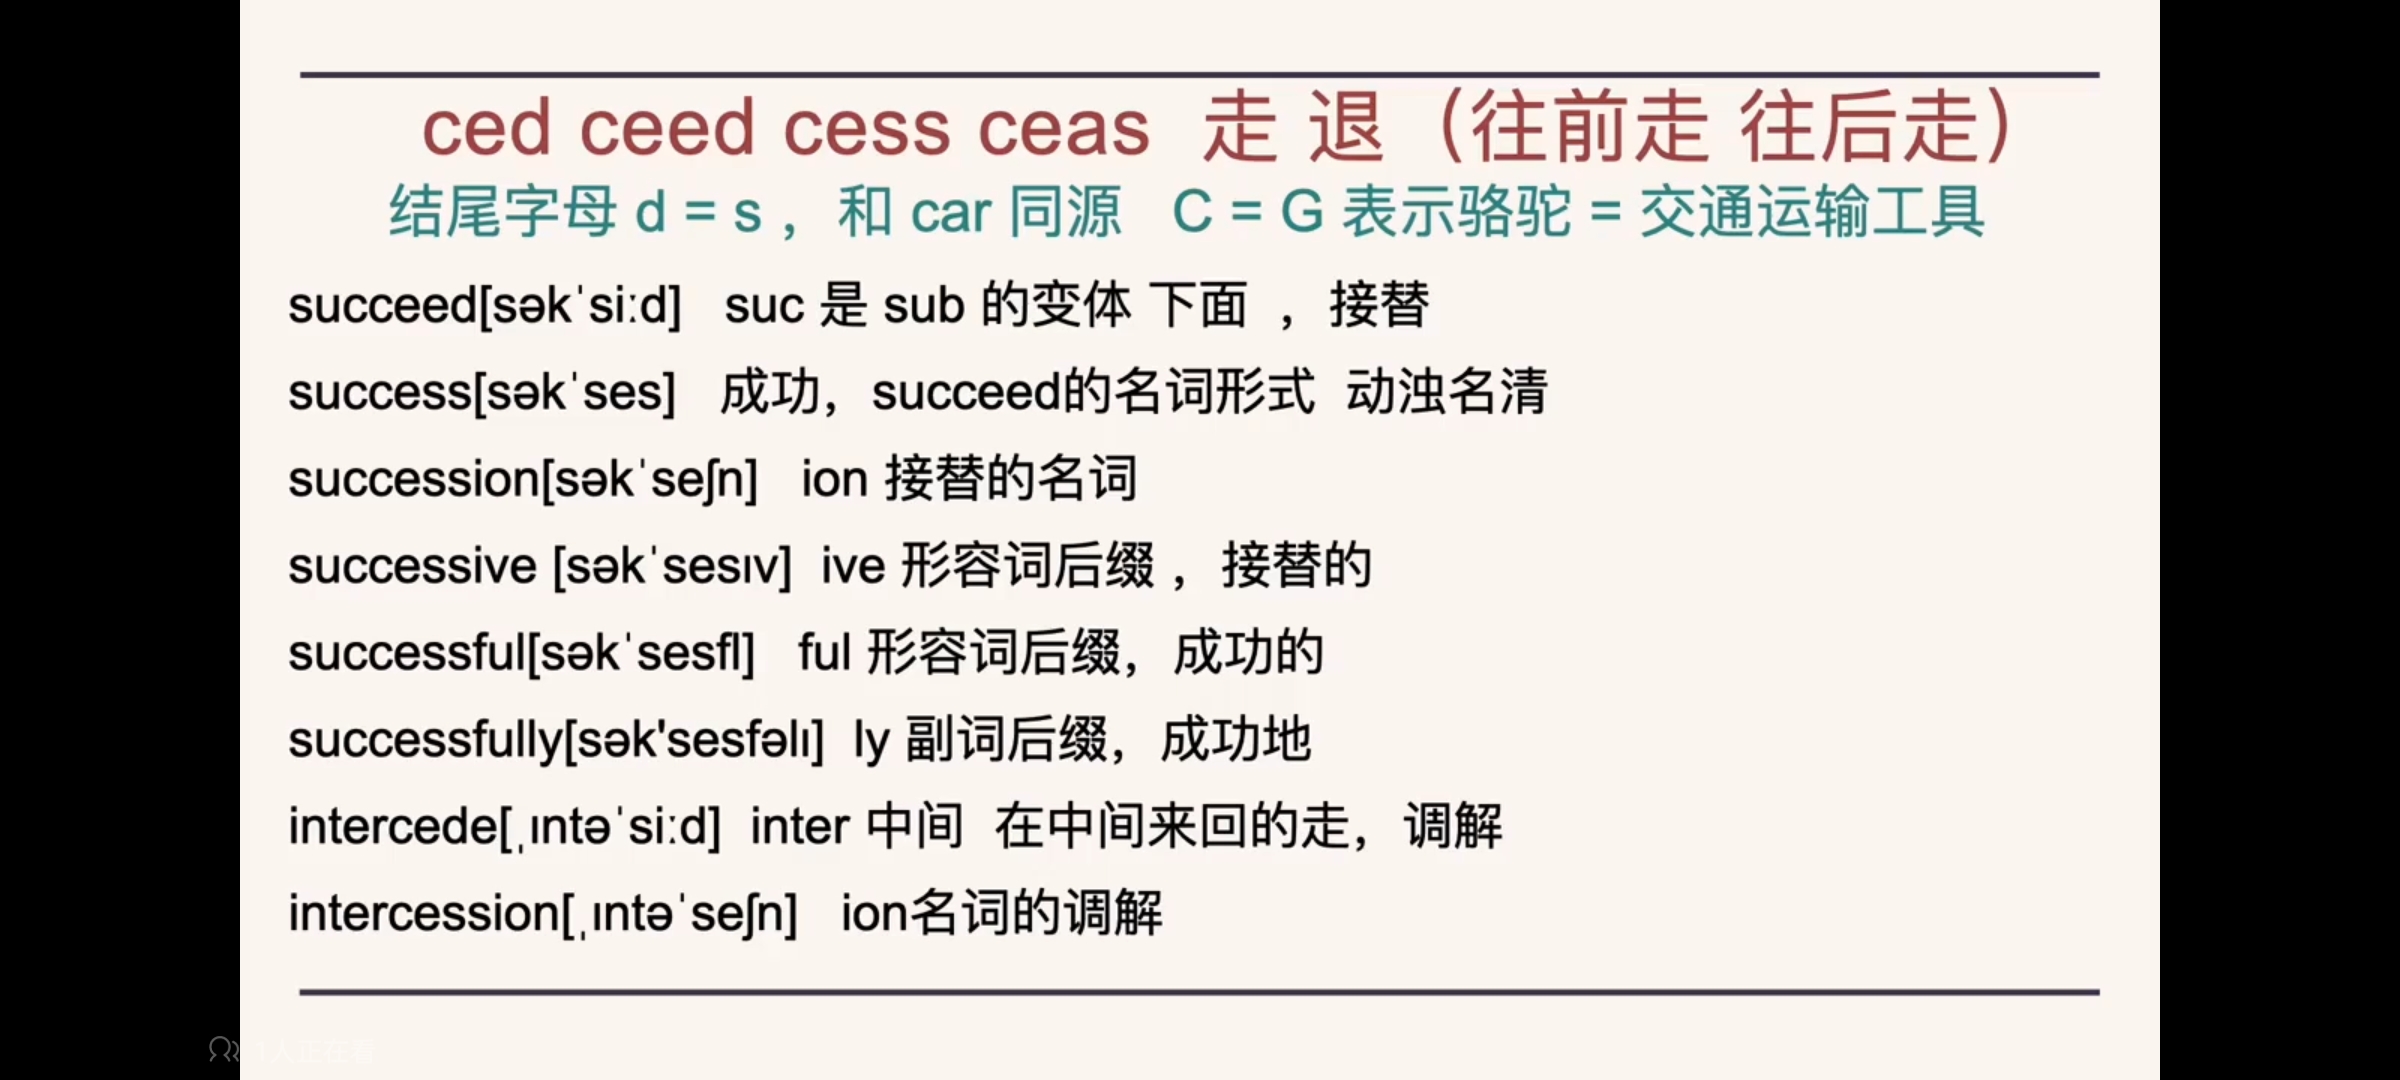 ced ceed cess ceas 走 退（往前走 往后走）
结尾字母 d = s ，和 car 同源 C = G 表示骆驼 = 交通运输工具
succeed[səkˈsiːd] suc 是 sub 的变体 下面 ，接替
success[səkˈses] 成功，succeed的名词形式 动浊名清
succession[səkˈseʃn] ion 接替的名词
successive [səkˈsesɪv] ive 形容词后缀 ，接替的
successful[səkˈsesfl] ful 形容词后缀，成功的
successfully[sək'sesfəlɪ] ly 副词后缀，成功地
intercede[ˌɪntəˈsiːd] inter 中间 在中间来回的走，调解
intercession[ˌɪntəˈseʃn] ion名词的调解
1人正在看